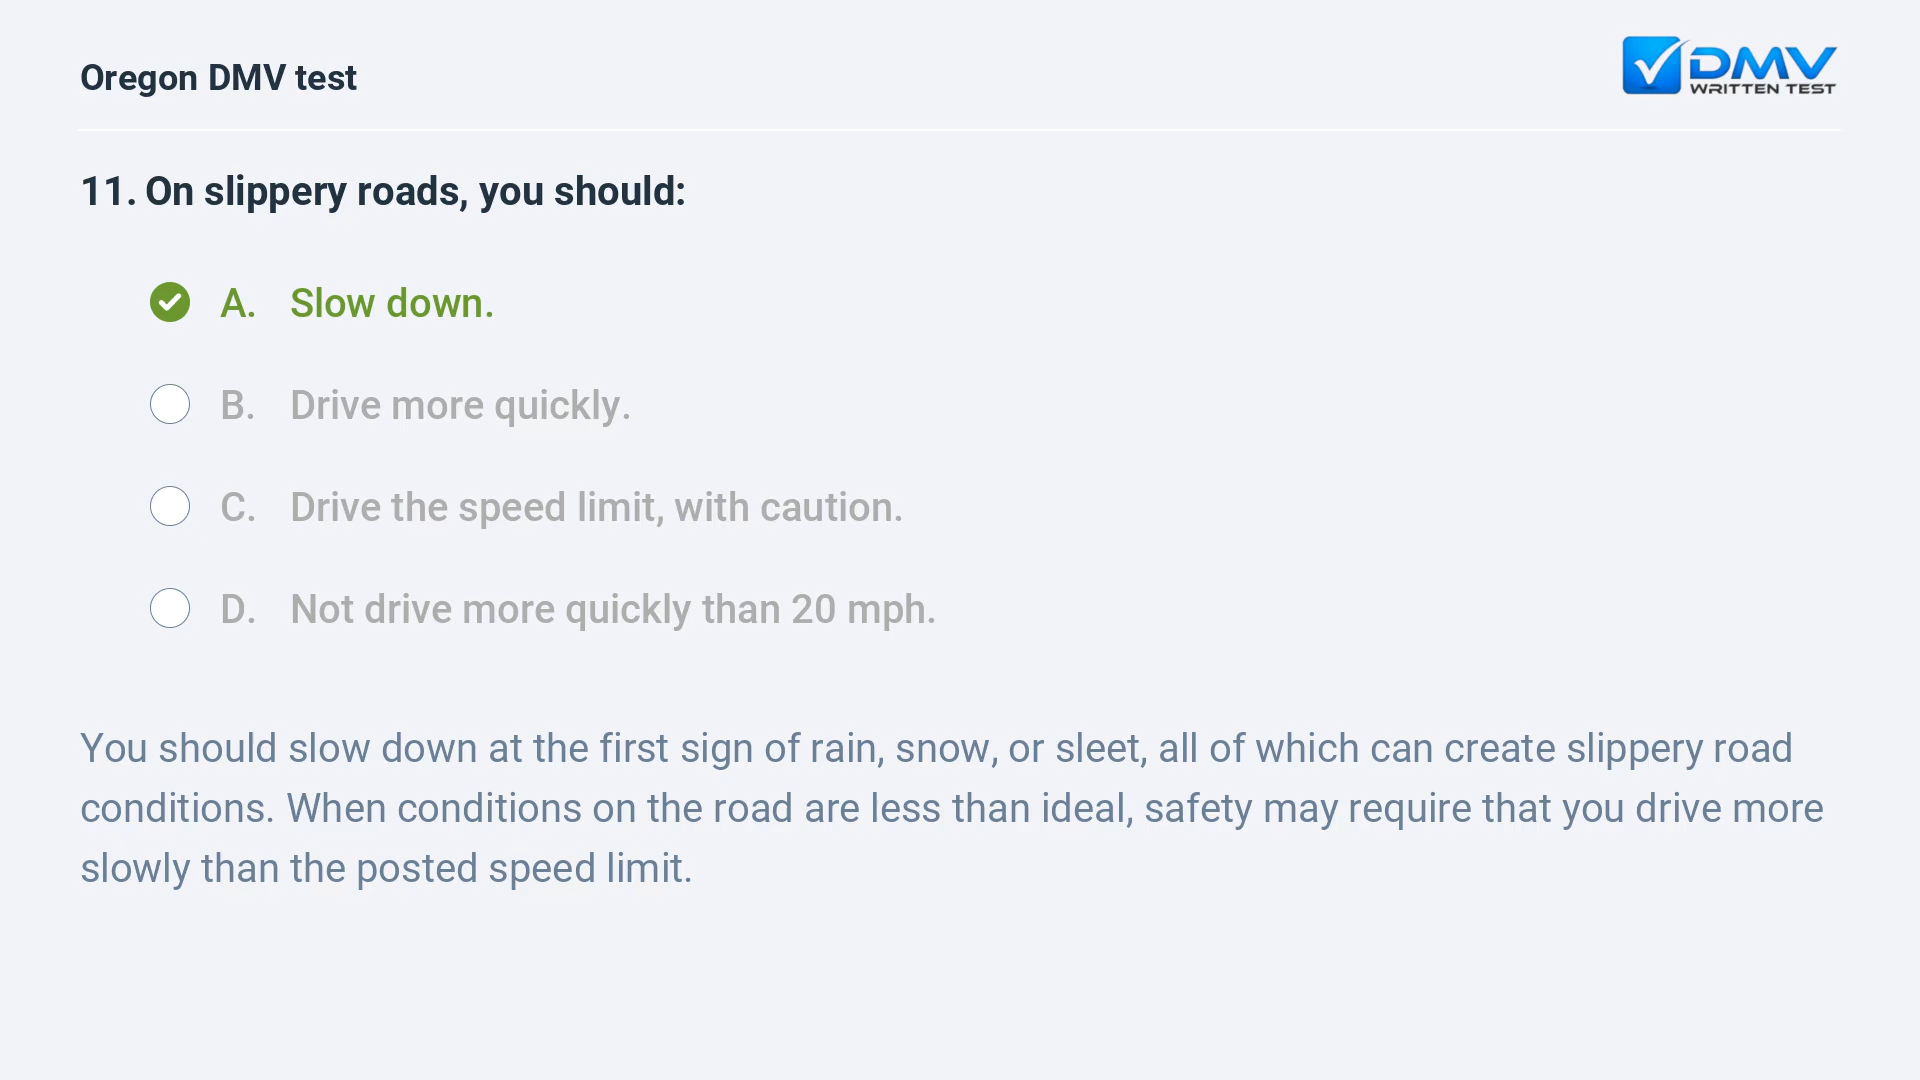 Oregon DMV test
DMV
WRITTEN TEST
11. On slippery roads, you should:
A. Slow down.
B. Drive more quickly.
C. Drive the speed limit, with caution.
D. Not drive more quickly than 20 mph.
You should slow down at the first sign of rain, snow, or sleet, all of which can create slippery road
conditions. When conditions on the road are less than ideal, safety may require that you drive more
slowly than the posted speed limit.